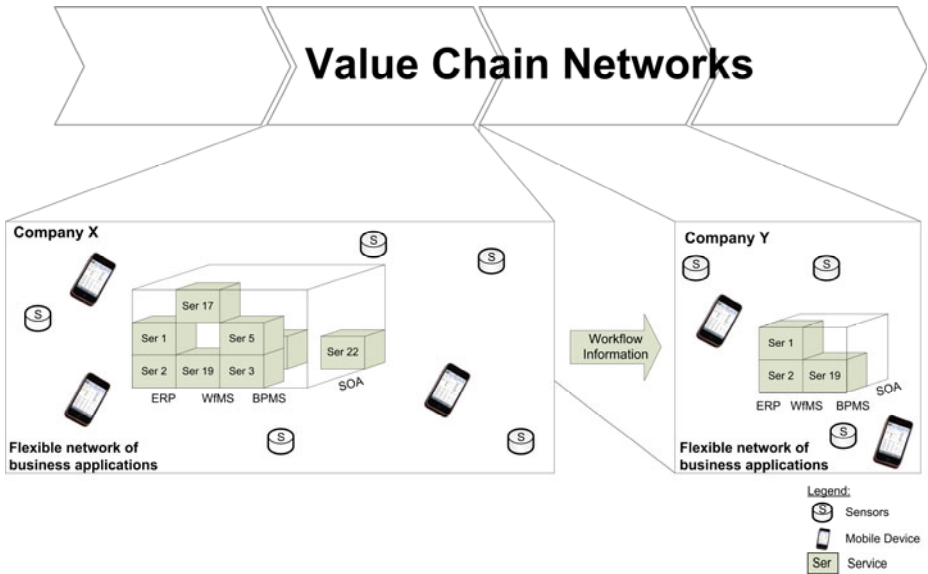 Value Chain Networks
Company X
S
S
S
Ser 17
Ser 1
Ser 5
Ser 2
Ser 19
Ser 3
Ser 22
ERP
WfMS
BPMS
SOA
S
S
Flexible network of
business applications
Workflow
Information
Company Y
S
S
Ser 1
Ser 2
Ser 19
ERP
WfMS
BPMS
SOA
S
Flexible network of
business applications
Legend:
S
Sensors
Mobile Device
Ser
Service